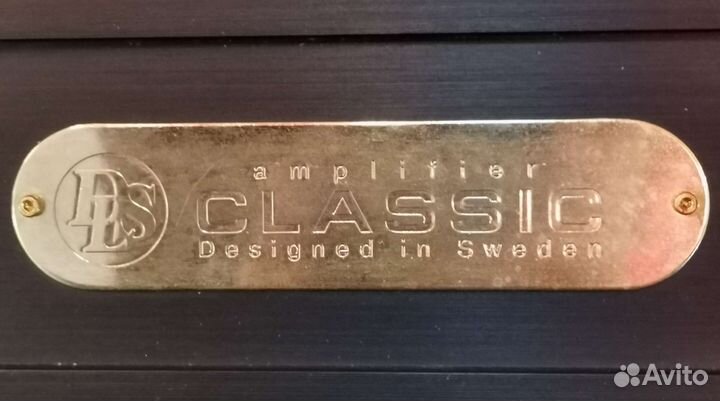 DLS
amplifier
CLASSIC
Designed in Sweden
Avito